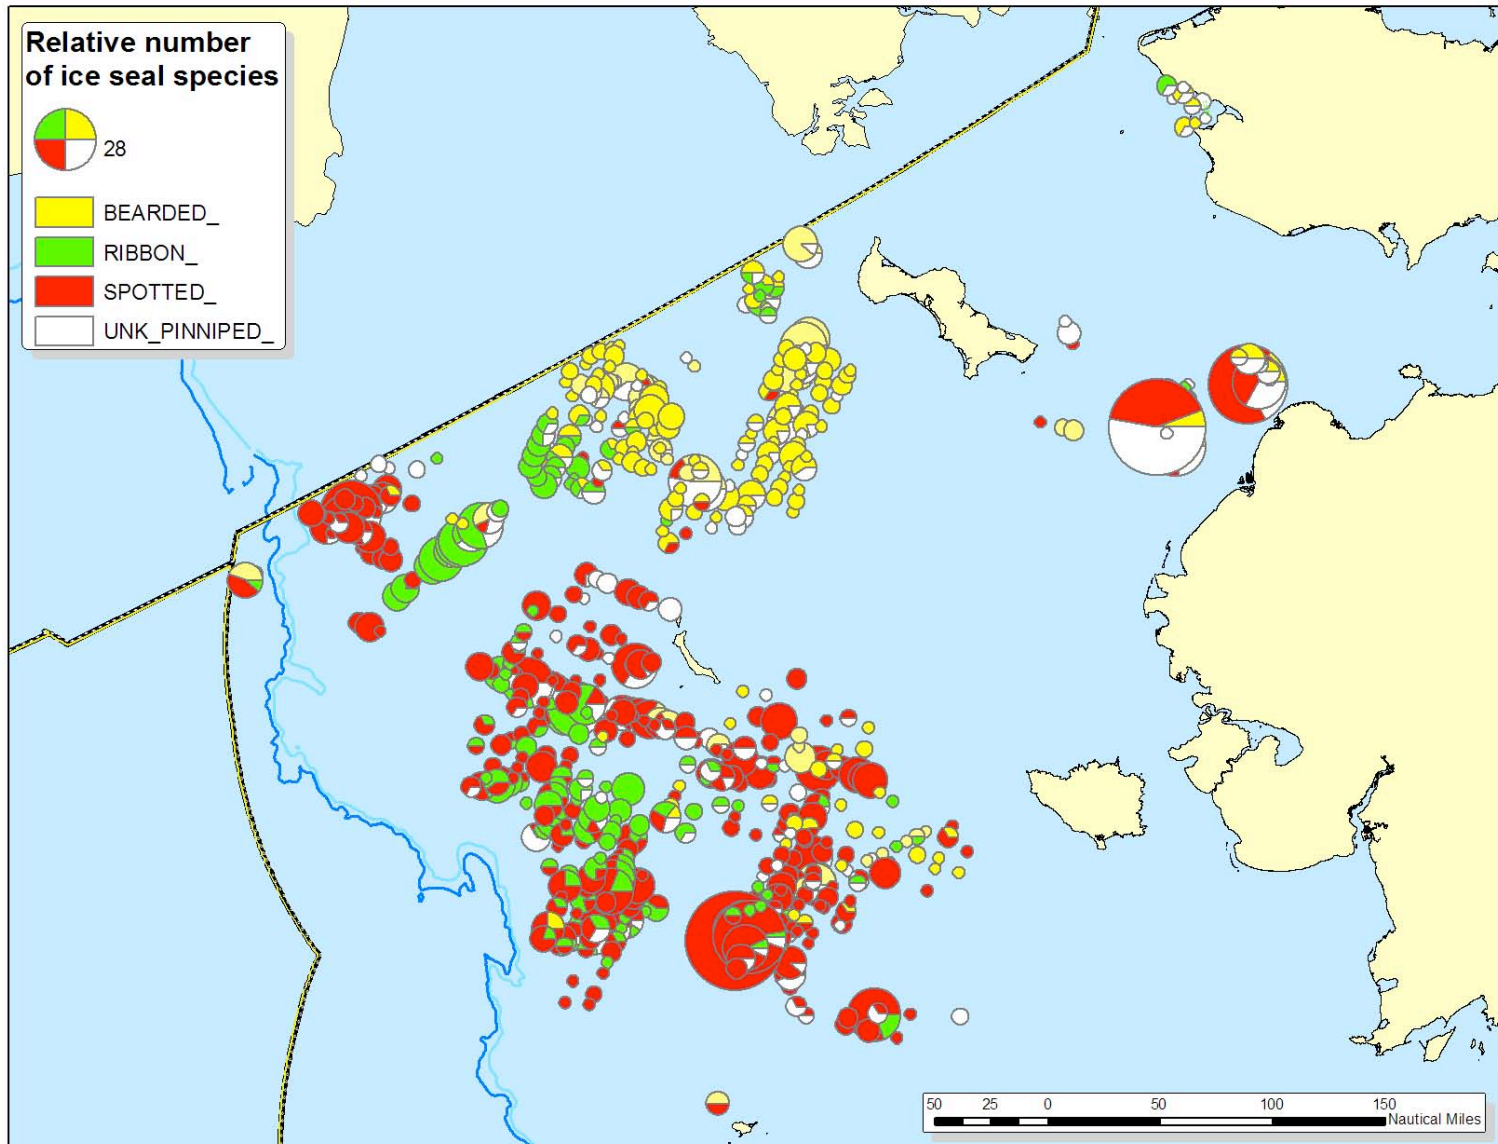 Relative number
of ice seal species
28
BEARDED_
RIBBON_
SPOTTED_
UNK_PINNIPED_
50 25 0 50 100 150
Nautical Miles